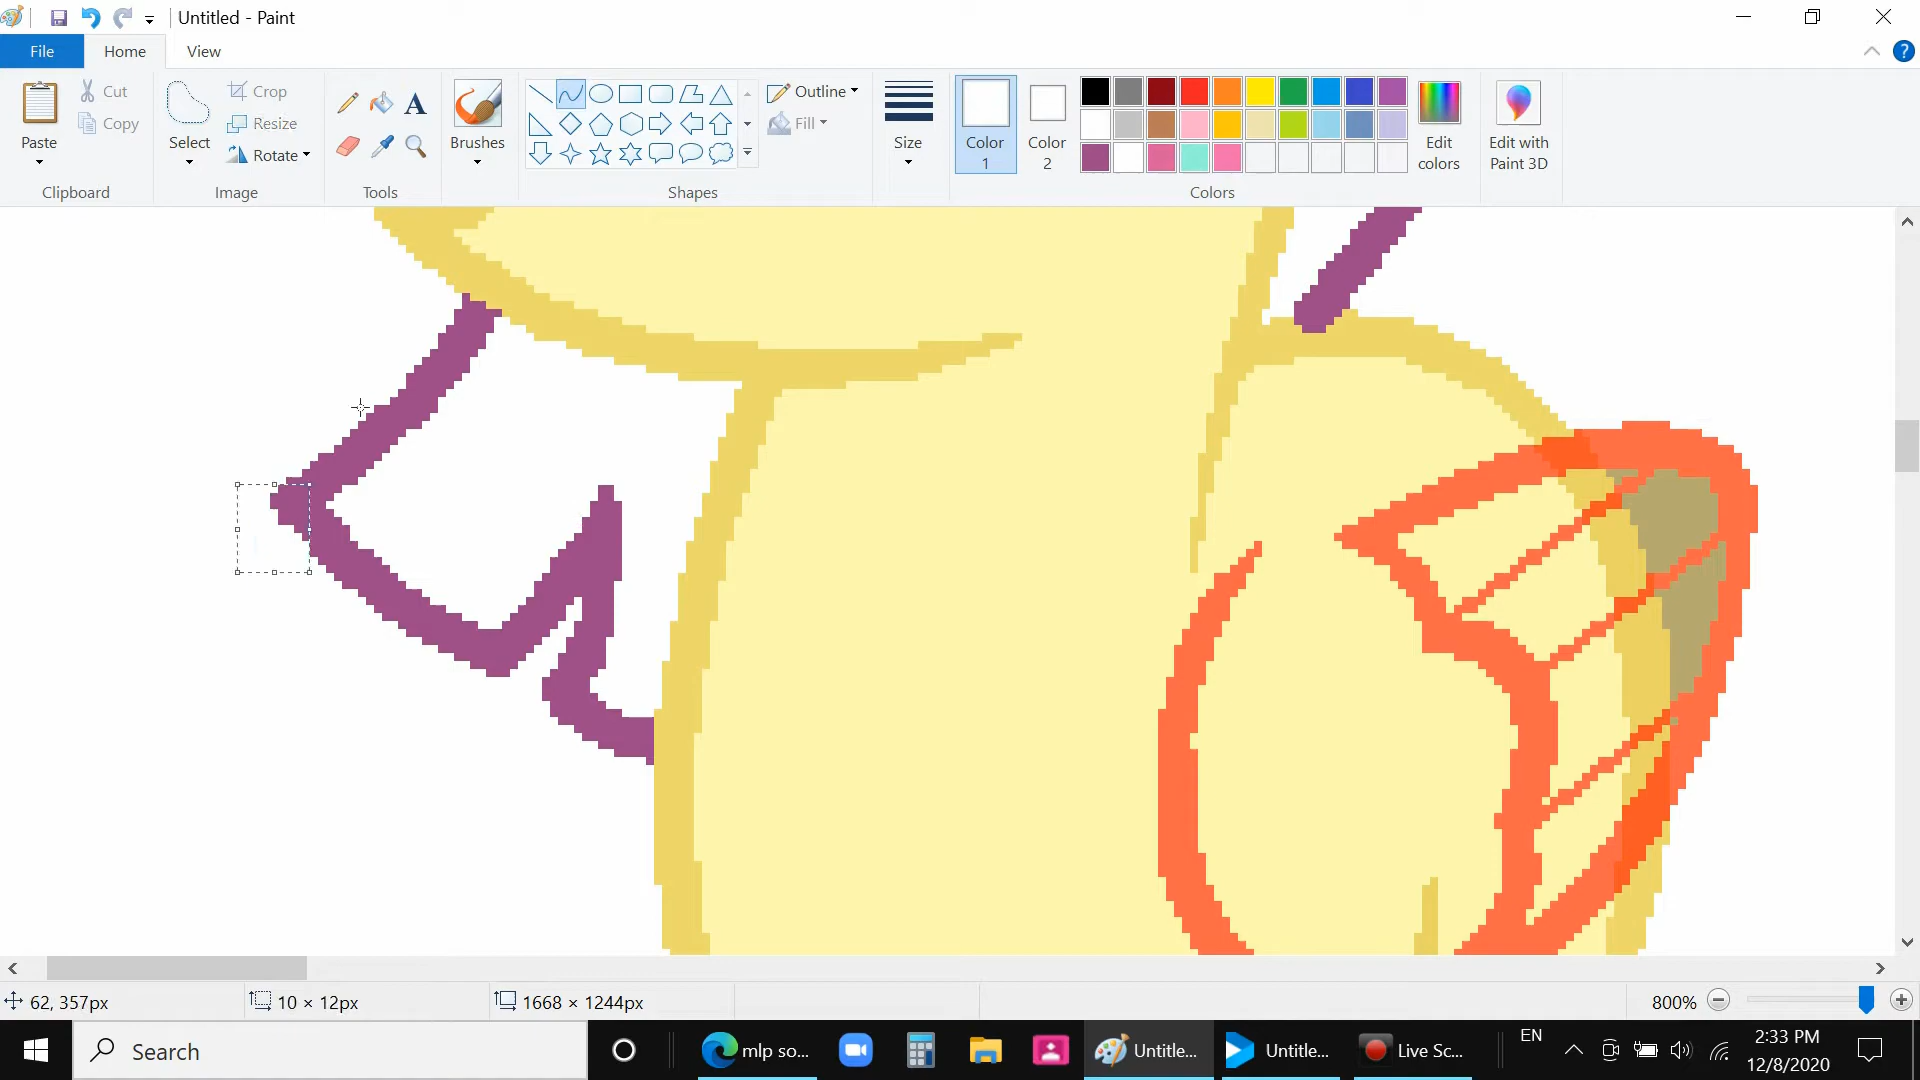 Untitled - Paint
File Home View
Paste
Cut
Copy
Clipboard
Select
Crop
Resize
Rotate
Image
A
Tools
Brushes
Outline
Fill
Shapes
Size
Color 1
Color 2
Edit colors
Colors
Edit with Paint 3D
62, 357px
10 × 12px
1668 × 1244px
800%
Search
mlp so...
Untitle...
Untitle...
Live Sc...
EN
2:33 PM
12/8/2020